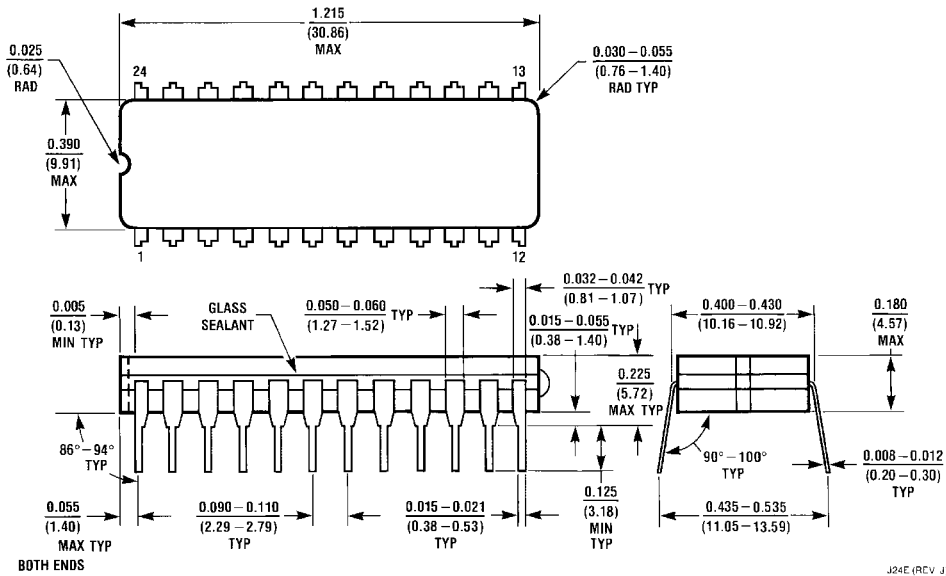 1.215
(30.86)
MAX
0.025
(0.64)
RAD
24
13
0.030–0.055
(0.76–1.40)
RAD TYP
0.390
(9.91)
MAX
1
12
0.005
(0.13)
MIN TYP
GLASS
SEALANT
0.050–0.060
(1.27–1.52)
TYP
0.032–0.042
(0.81–1.07)
TYP
0.015–0.055
(0.38–1.40)
TYP
0.225
(5.72)
MAX TYP
0.400–0.430
(10.16–10.92)
0.180
(4.57)
MAX
86°–94°
TYP
90°–100°
TYP
0.008–0.012
(0.20–0.30)
TYP
0.055
(1.40)
MAX TYP
BOTH ENDS
0.090–0.110
(2.29–2.79)
TYP
0.015–0.021
(0.38–0.53)
TYP
0.125
(3.18)
MIN
TYP
0.435–0.535
(11.05–13.59)
J24E (REV J